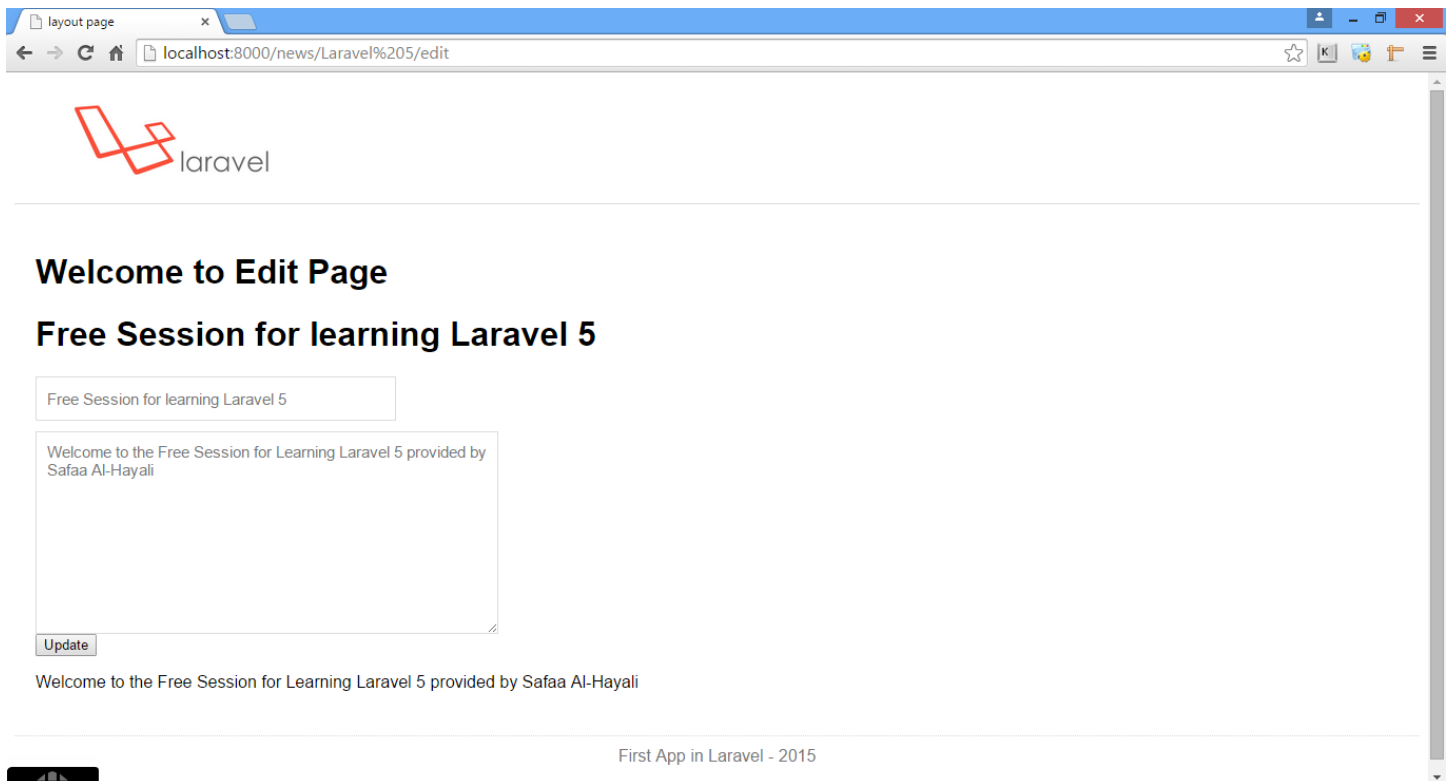 layout page
localhost:8000/news/Laravel%205/edit
K
laravel
Welcome to Edit Page
Free Session for learning Laravel 5
Free Session for learning Laravel 5
Welcome to the Free Session for Learning Laravel 5 provided by
Safaa Al-Hayali
Update
Welcome to the Free Session for Learning Laravel 5 provided by Safaa Al-Hayali
First App in Laravel - 2015